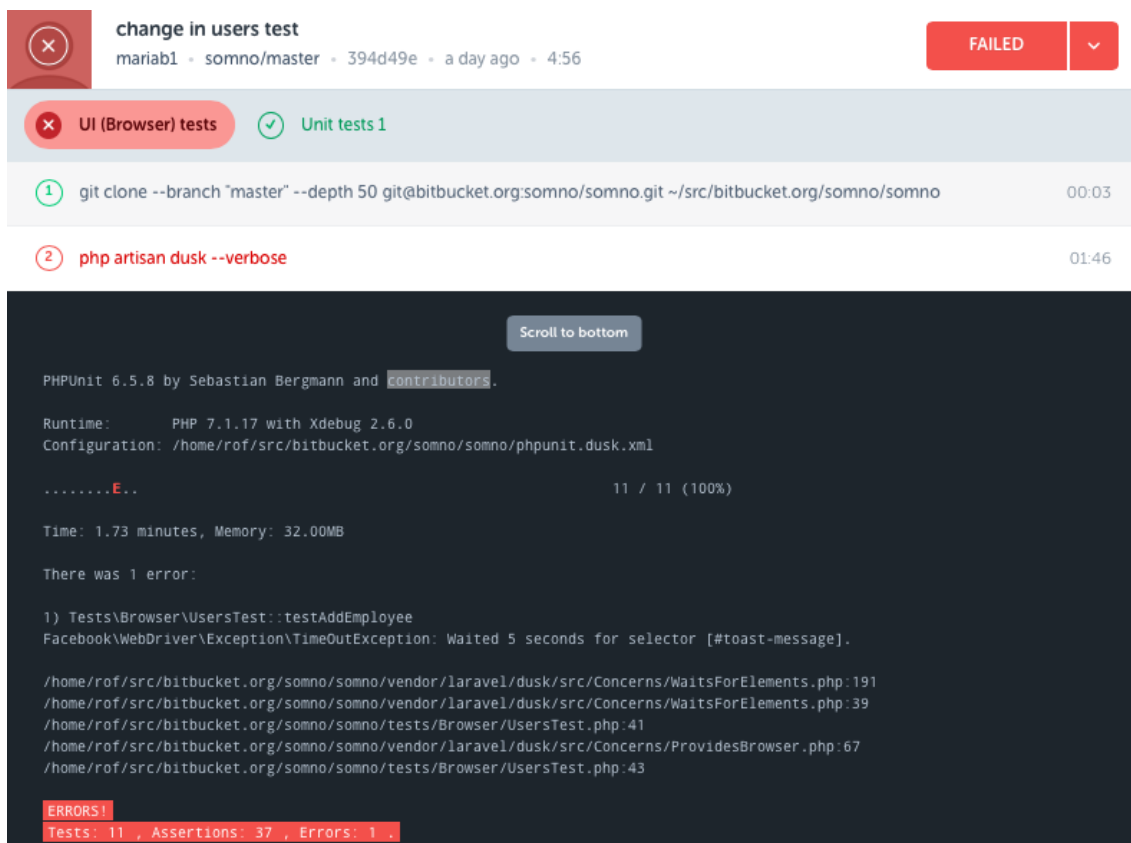 change in users test
mariab1 • somno/master • 394d49e • a day ago • 4:56
FAILED
UI (Browser) tests
Unit tests 1
1 git clone --branch "master" --depth 50 git@bitbucket.org:somno/somno.git ~/src/bitbucket.org/somno/somno 00:03
2 php artisan dusk --verbose 01:46
Scroll to bottom
PHPUnit 6.5.8 by Sebastian Bergmann and contributors.
Runtime: PHP 7.1.17 with Xdebug 2.6.0
Configuration: /home/rof/src/bitbucket.org/somno/somno/phpunit.dusk.xml
........E.. 11 / 11 (100%)
Time: 1.73 minutes, Memory: 32.00MB
There was 1 error:
1) Tests\Browser\UsersTest::testAddEmployee
Facebook\WebDriver\Exception\TimeOutException: Waited 5 seconds for selector [#toast-message].
/home/rof/src/bitbucket.org/somno/somno/vendor/laravel/dusk/src/Concerns/WaitsForElements.php:191
/home/rof/src/bitbucket.org/somno/somno/vendor/laravel/dusk/src/Concerns/WaitsForElements.php:39
/home/rof/src/bitbucket.org/somno/somno/tests/Browser/UsersTest.php:41
/home/rof/src/bitbucket.org/somno/somno/vendor/laravel/dusk/src/Concerns/ProvidesBrowser.php:67
/home/rof/src/bitbucket.org/somno/somno/tests/Browser/UsersTest.php:43
ERRORS!
Tests: 11 , Assertions: 37 , Errors: 1 .